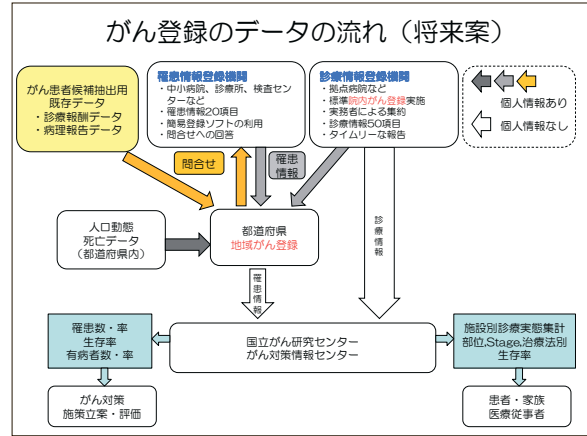 がん登録のデータの流れ（将来案）
がん患者候補抽出用
既存データ
・診療報酬データ
・病理報告データ
罹患情報登録機関
・中小病院、診療所、検査セン
ターなど
・罹患情報20項目
・簡易登録ソフトの利用
・問合せへの回答
診療情報登録機関
・拠点病院など
・標準院内がん登録実施
・実務者による集約
・診療情報50項目
・タイムリーな報告
個人情報あり
個人情報なし
問合せ
罹患
情報
人口動態
死亡データ
（都道府県内）
都道府県
地域がん登録
診療情報
罹患情報
罹患数・率
生存率
有病者数・率
国立がん研究センター
がん対策情報センター
施設別診療実態集計
部位,Stage,治療法別
生存率
がん対策
施策立案・評価
患者・家族
医療従事者